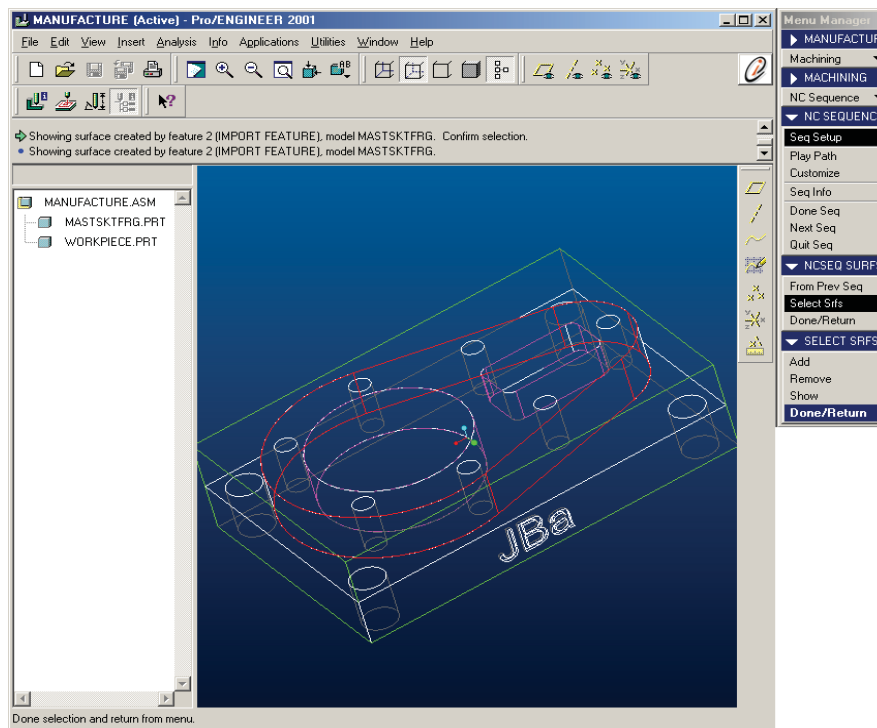 MANUFACTURE (Active) - Pro/ENGINEER 2001
File Edit View Insert Analysis Info Applications Utilities Window Help
Showing surface created by feature 2 (IMPORT FEATURE), model MASTSKTFRG. Confirm selection.
Showing surface created by feature 2 (IMPORT FEATURE), model MASTSKTFRG.
MANUFACTURE.ASM
MASTSKTFRG.PRT
WORKPIECE.PRT
JBa
Done selection and return from menu.
Menu Manager
MANUFACTUR
Machining
MACHINING
NC Sequence
NC SEQUENC
Seq Setup
Play Path
Customize
Seq Info
Done Seq
Next Seq
Quit Seq
NCSEQ SURFS
From Prev Seq
Select Srfs
Done/Return
SELECT SRFS
Add
Remove
Show
Done/Return